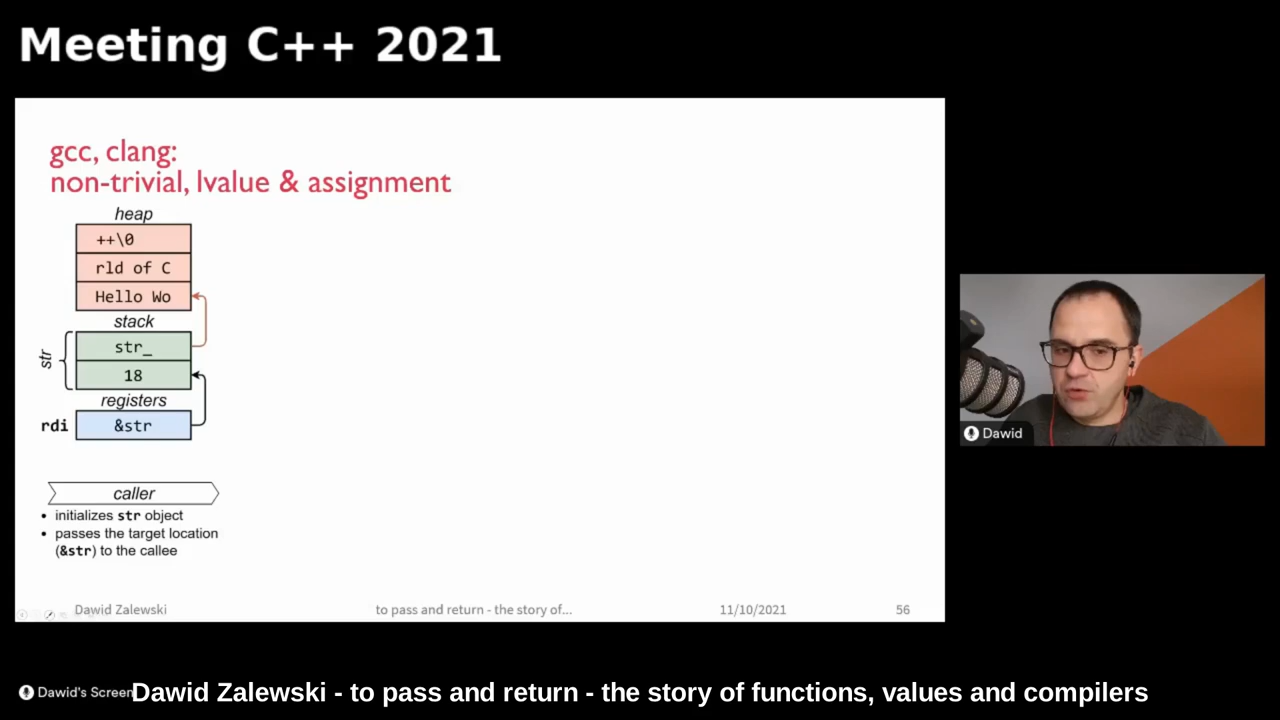 Meeting C++ 2021
gcc, clang:
non-trivial, lvalue & assignment
heap
++\0
rld of C
Hello Wo
stack
str
str_
18
registers
rdi
&str
caller
• initializes str object
• passes the target location
(&str) to the callee
Dawid Zalewski
to pass and return - the story of...
11/10/2021
56
Dawid
Dawid's Screen
Dawid Zalewski - to pass and return - the story of functions, values and compilers